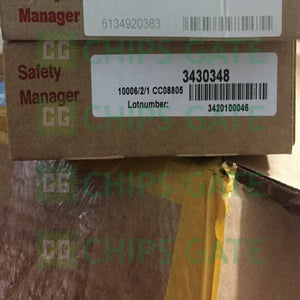 Manager
6134920383
Safety
Manager
3430348
10006/2/1 CC08805
Lotnumber:
3420100046
CHIPS GATE
CHIPS GATE
CHIPS GATE